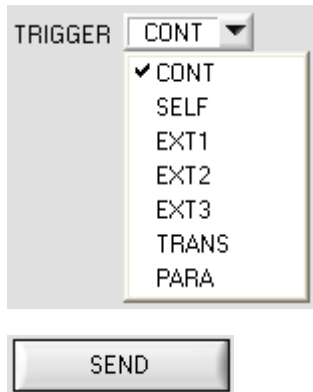 TRIGGER CONT
CONT
SELF
EXT1
EXT2
EXT3
TRANS
PARA
SEND